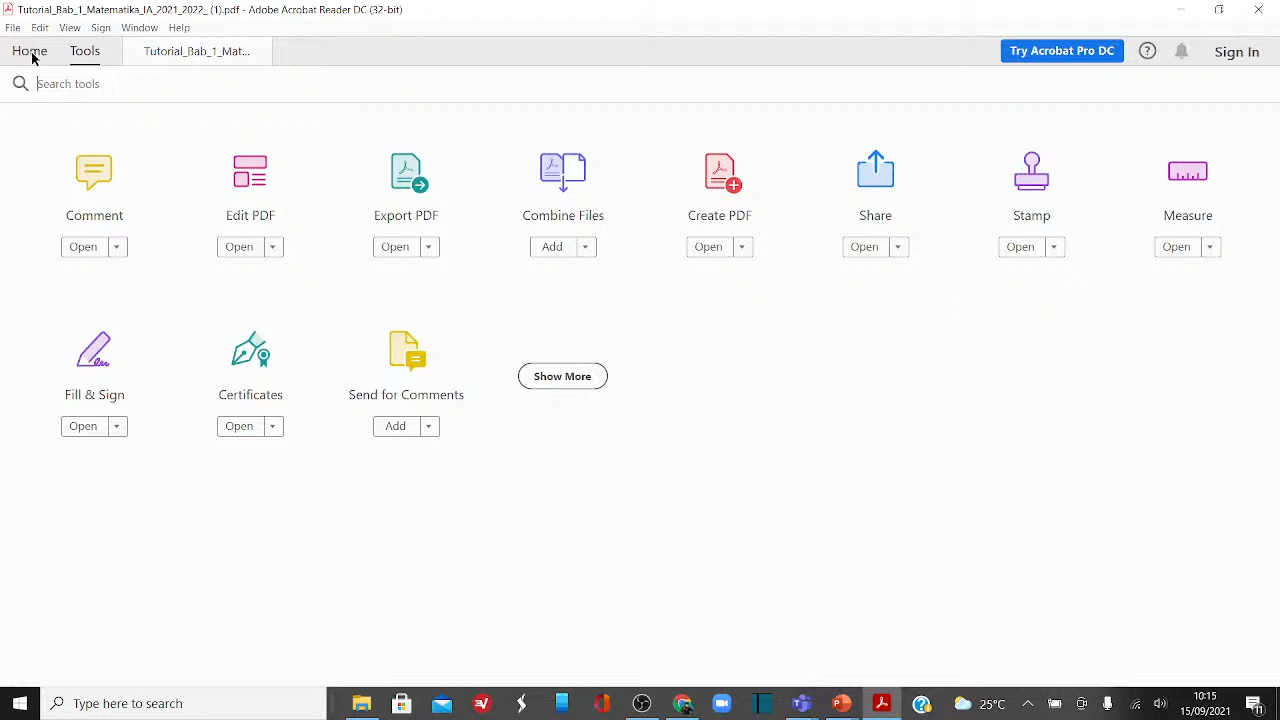 Tutorial_Bab_1_Matematika_IA_2021_2022_ (1).pdf - Adobe Acrobat Reader DC (32-bit)
File Edit View Sign Window Help
Home Tools Tutorial_Bab_1_Mat... Try Acrobat Pro DC Sign In
Search tools
Comment Edit PDF Export PDF Combine Files Create PDF Share Stamp Measure
Open Open Open Add Open Open Open Open
Show More
Fill & Sign Certificates Send for Comments
Open Open Add
Type here to search 25°C 10:15
15/09/2021